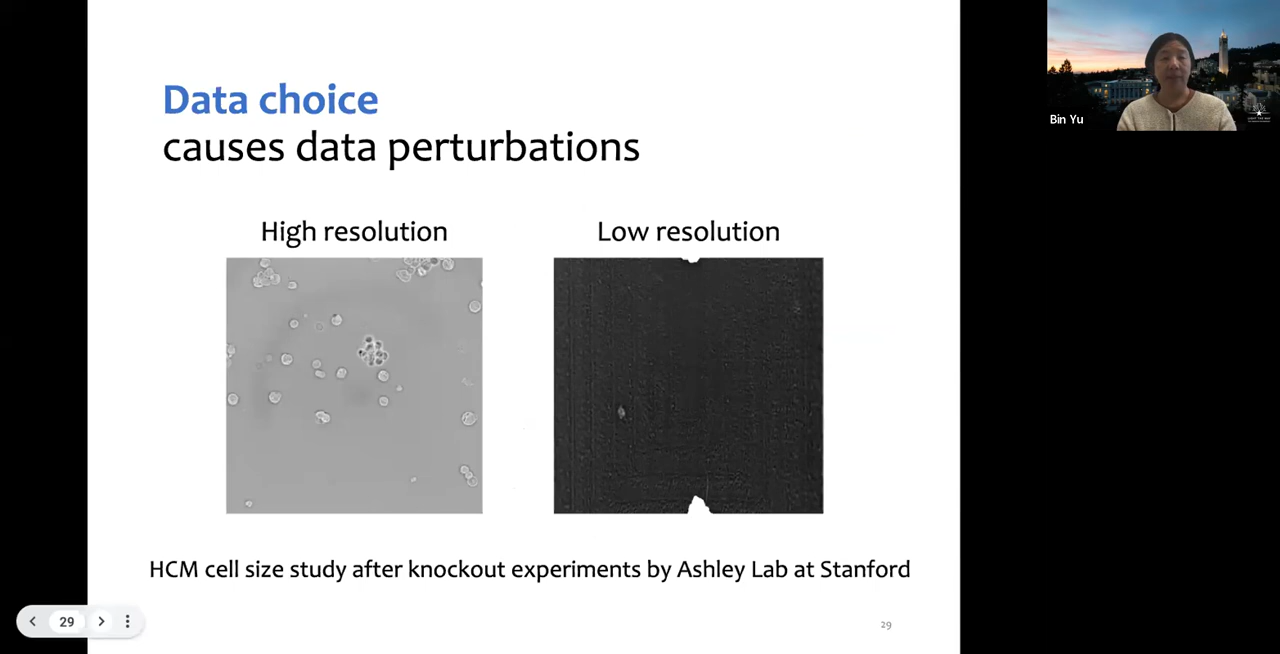 Data choice
causes data perturbations
High resolution
Low resolution
HCM cell size study after knockout experiments by Ashley Lab at Stanford
29
29
Bin Yu